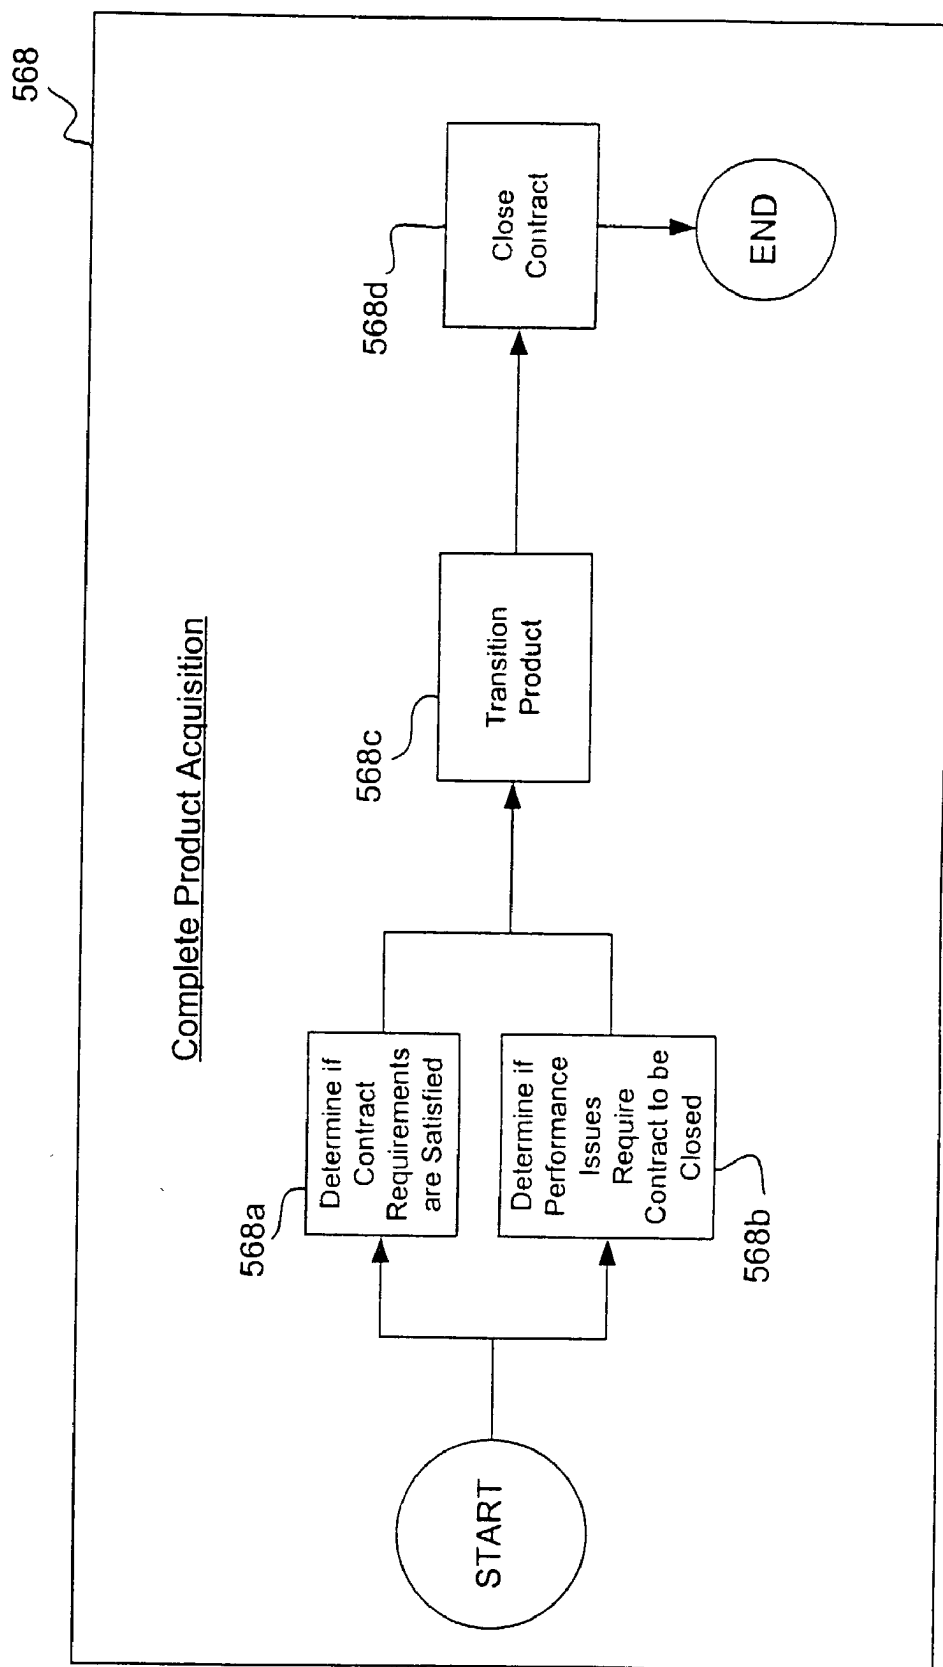 568
Complete Product Acquisition
START
568a
Determine if
Contract
Requirements
are Satisfied
Determine if
Performance
Issues
Require
Contract to be
Closed
568b
568c
Transition
Product
568d
Close
Contract
END